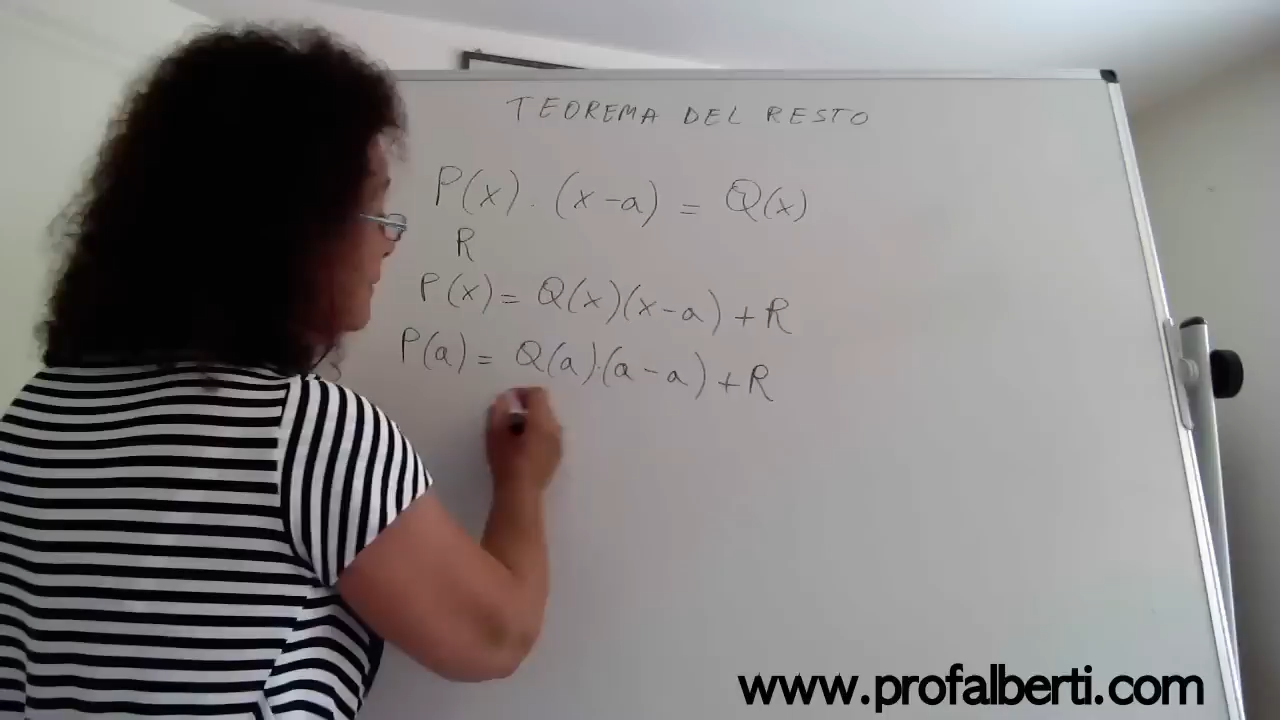 TEOREMA DEL RESTO
P(x) . (x-a) = Q(x)
R
P(x) = Q(x)(x-a) + R
P(a) = Q(a).(a-a) + R
www.profalberti.com